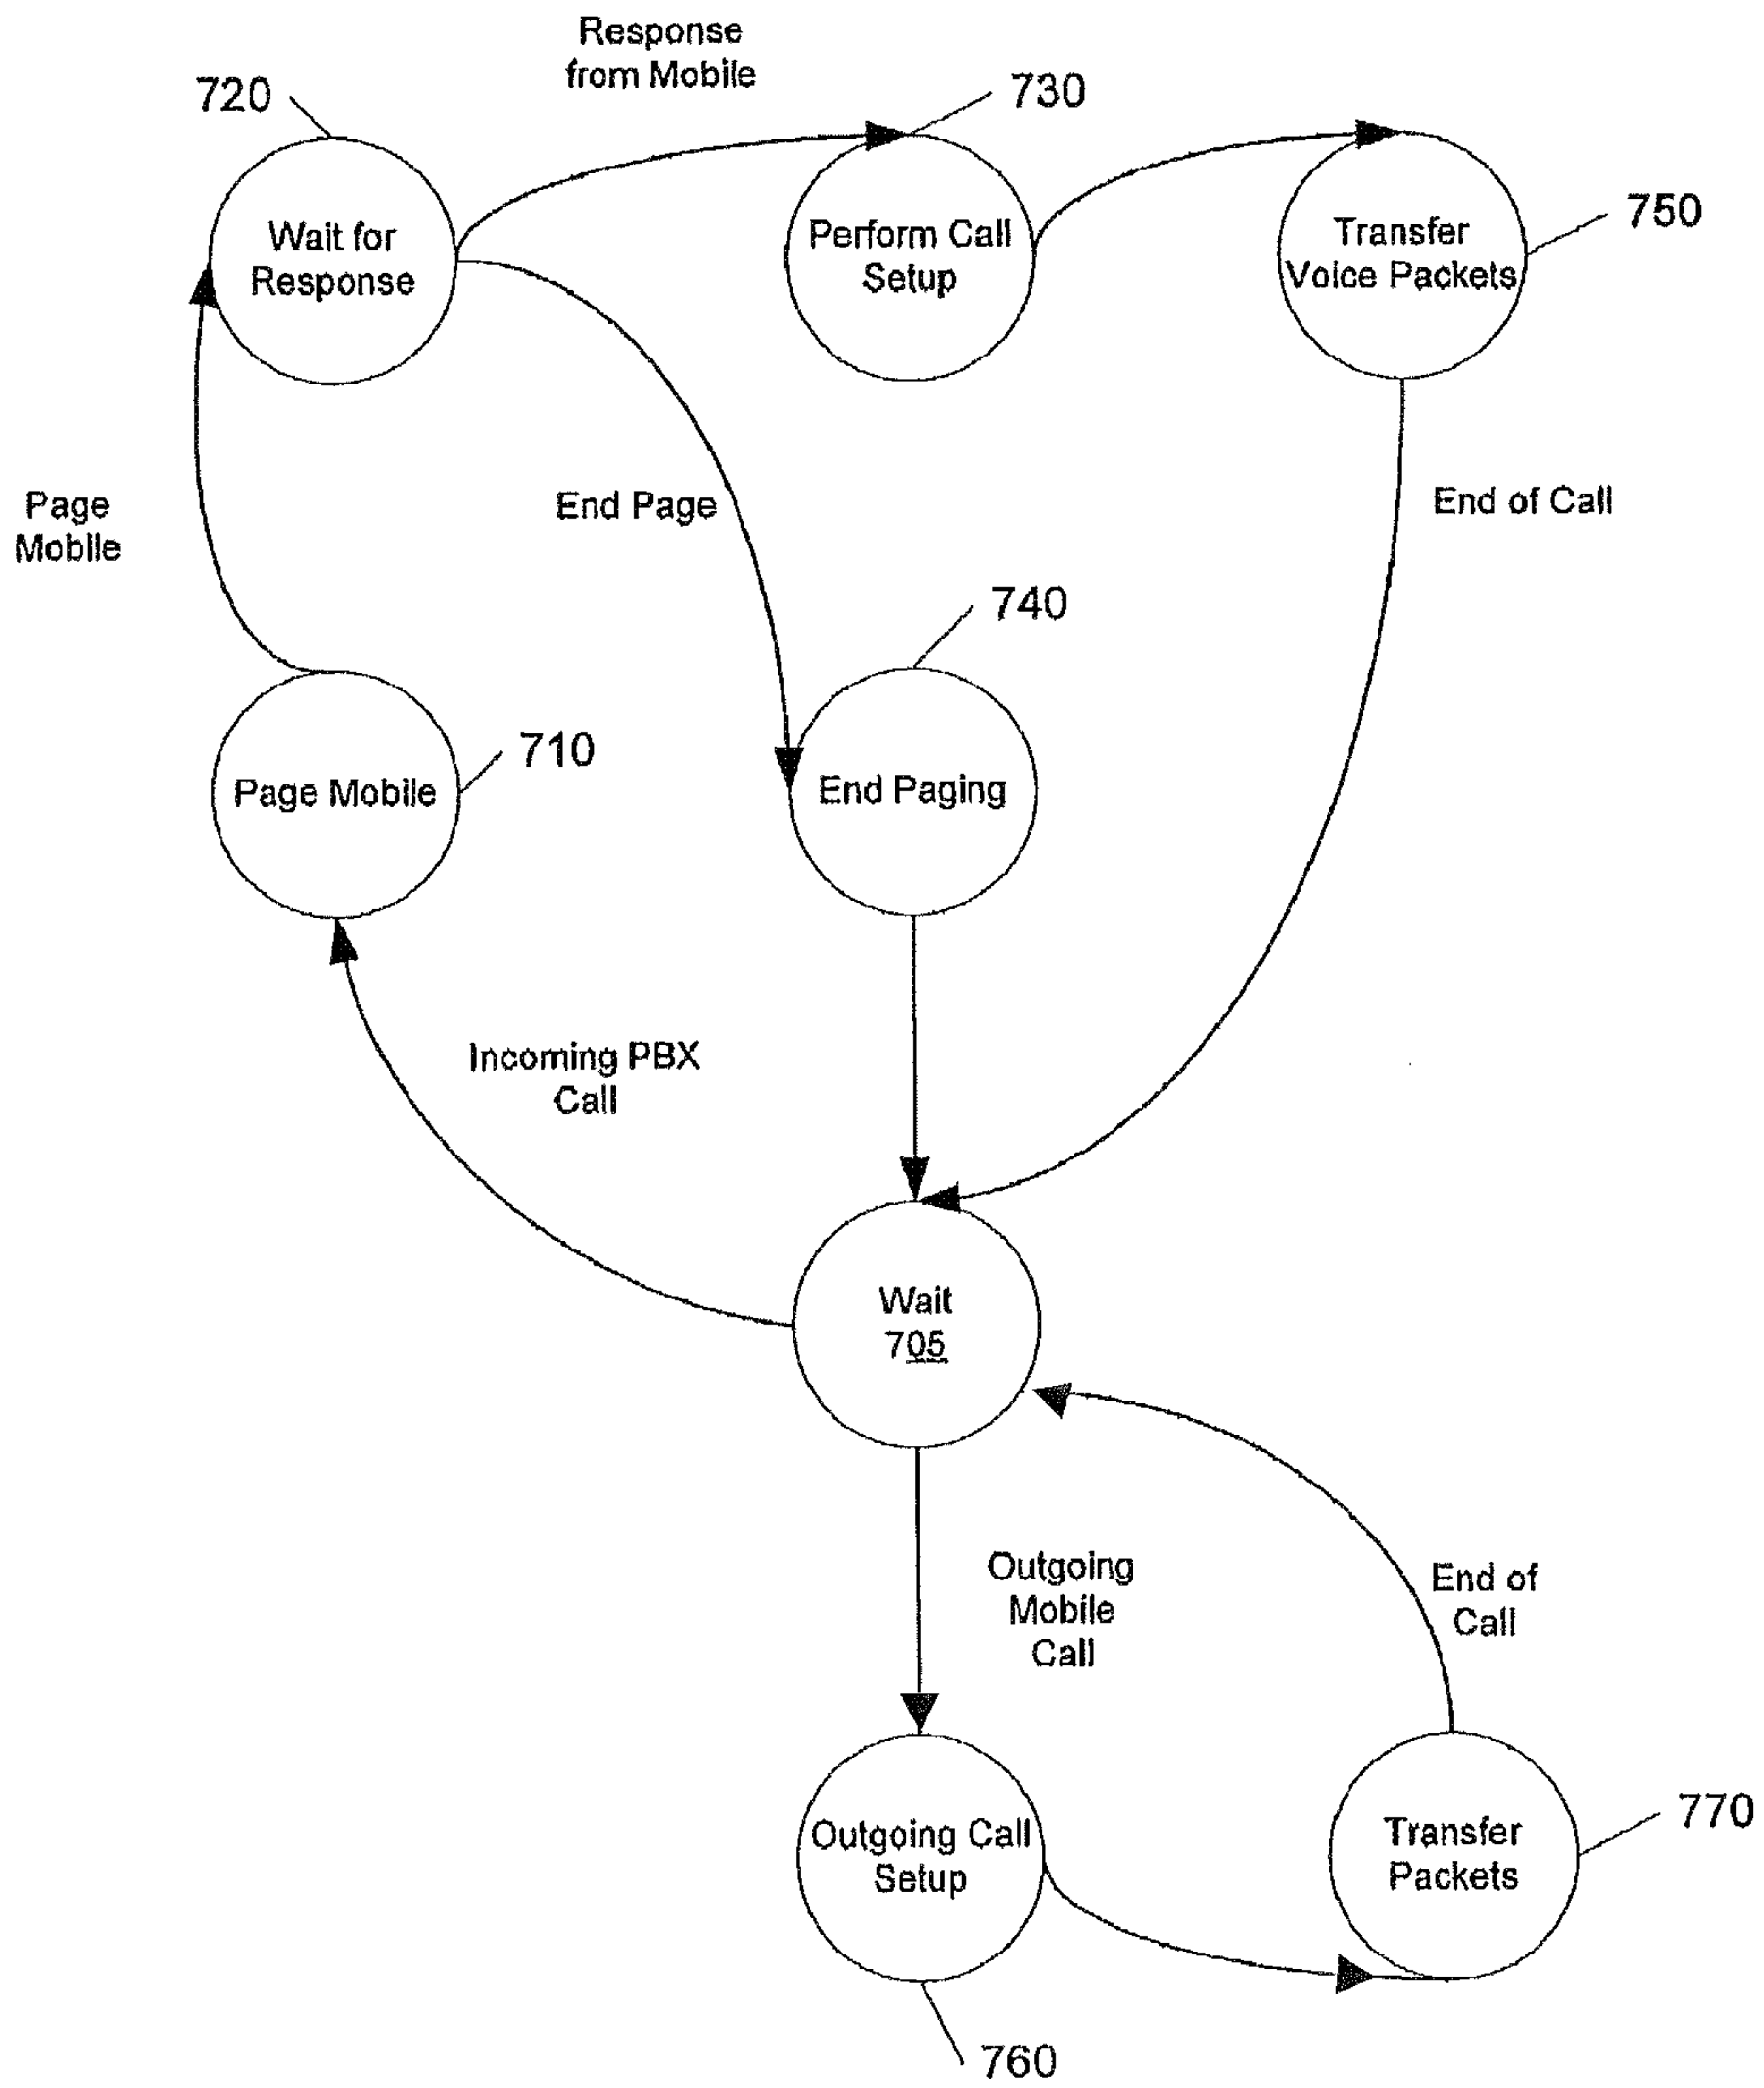 Response
from Mobile
720
730
Wait for
Response
Perform Call
Setup
Transfer
Voice Packets
750
Page
Mobile
End Page
End of Call
740
710
Page Mobile
End Paging
Incoming PBX
Call
Wait
705
Outgoing
Mobile
Call
End of
Call
Outgoing Call
Setup
Transfer
Packets
770
760